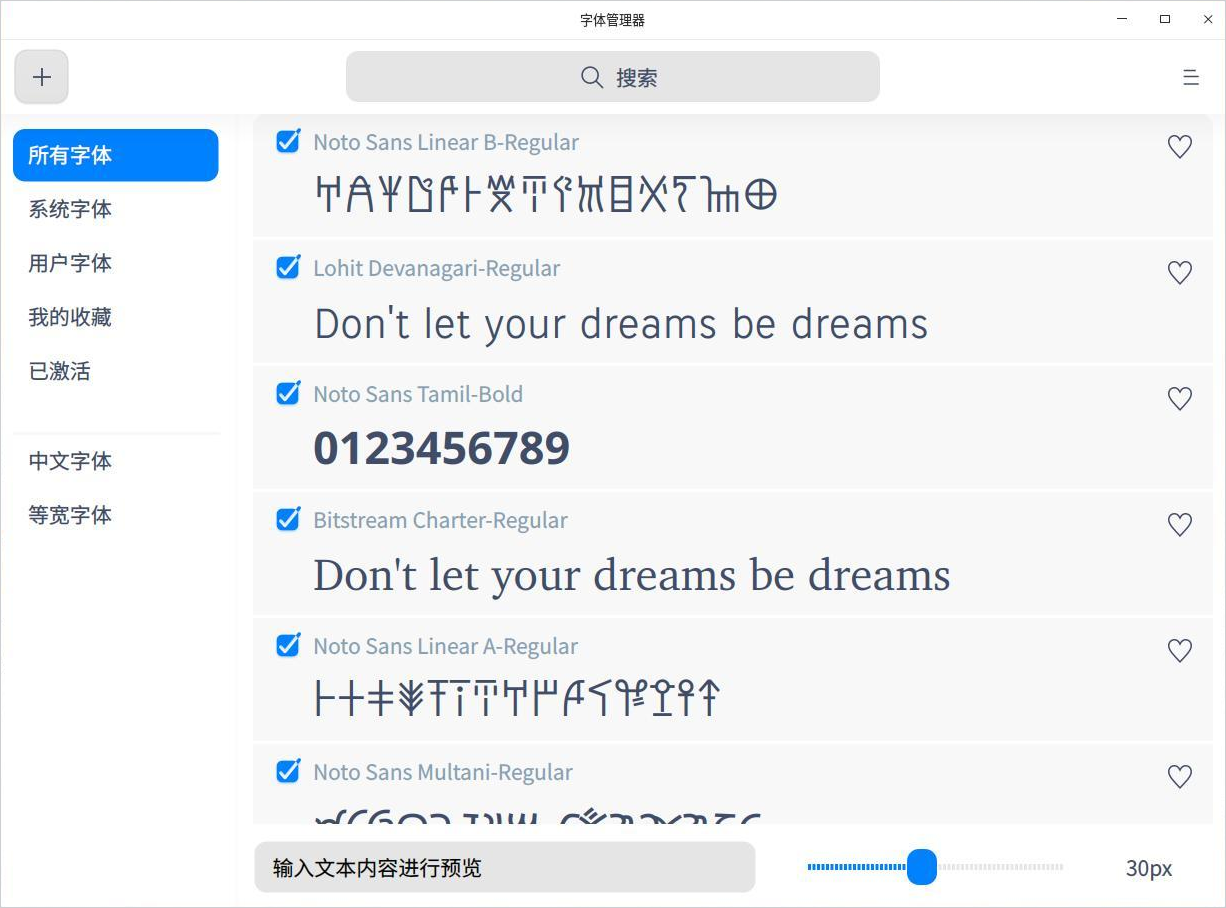 字体管理器
搜索
所有字体
系统字体
用户字体
我的收藏
已激活
中文字体
等宽字体
Noto Sans Linear B-Regular
Lohit Devanagari-Regular
Don't let your dreams be dreams
Noto Sans Tamil-Bold
0123456789
Bitstream Charter-Regular
Don't let your dreams be dreams
Noto Sans Linear A-Regular
Noto Sans Multani-Regular
输入文本内容进行预览
30px